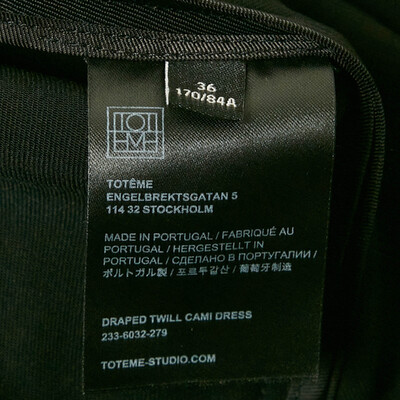 36
170/84A
TOT
EME
TOTÊME
ENGELBREKTSGATAN 5
114 32 STOCKHOLM
MADE IN PORTUGAL / FABRIQUÉ AU
PORTUGAL / HERGESTELLT IN
PORTUGAL / СДЕЛАНО В ПОРТУГАЛИИ /
ポルトガル製 / 포르투갈산 / 葡萄牙制造
DRAPED TWILL CAMI DRESS
233-6032-279
TOTEME-STUDIO.COM